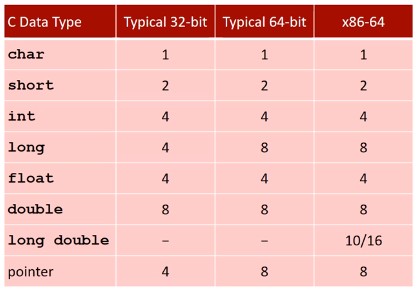 C Data Type Typical 32-bit Typical 64-bit x86-64
char 1 1 1
short 2 2 2
int 4 4 4
long 4 8 8
float 4 4 4
double 8 8 8
long double – – 10/16
pointer 4 8 8